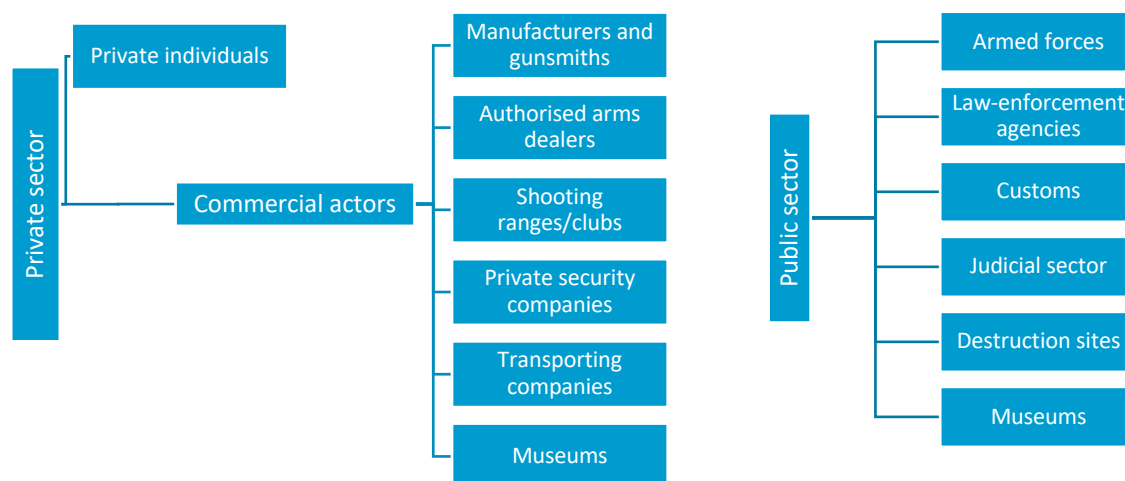 Private sector
Private individuals
Commercial actors
Manufacturers and
gunsmiths
Authorised arms
dealers
Shooting
ranges/clubs
Private security
companies
Transporting
companies
Museums
Public sector
Armed forces
Law-enforcement
agencies
Customs
Judicial sector
Destruction sites
Museums